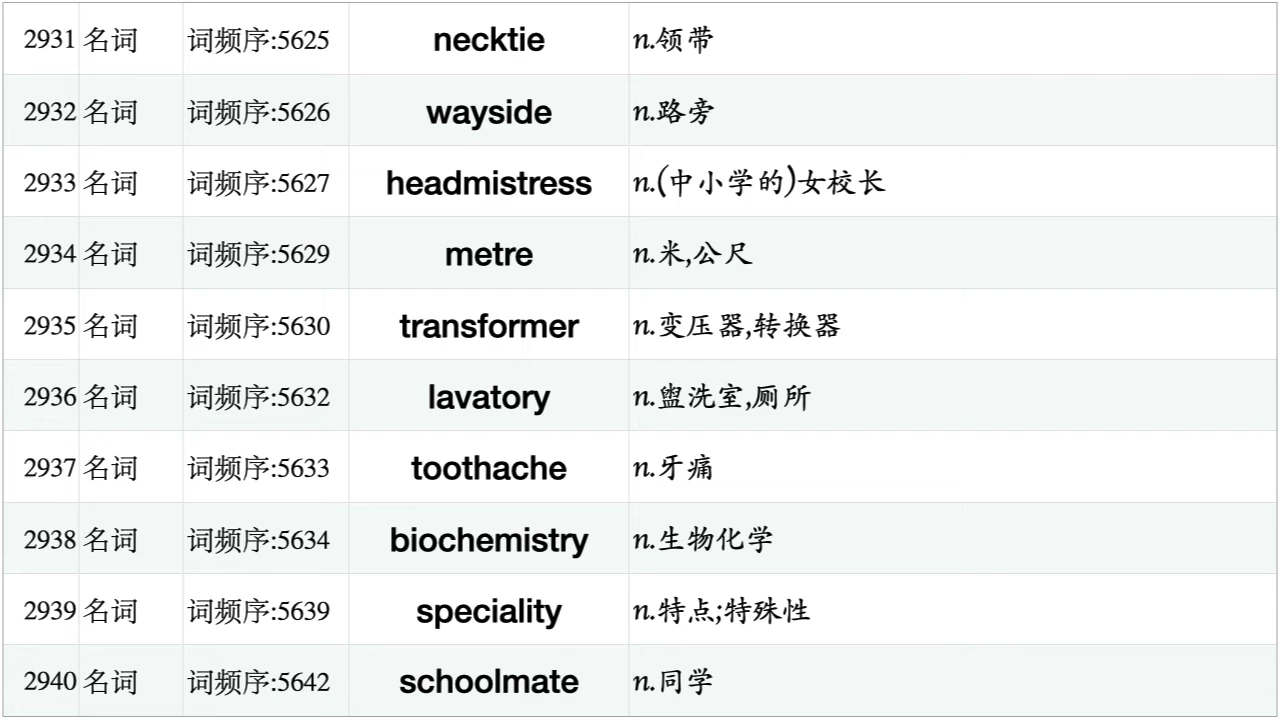 2931 名词 词频序:5625 necktie n.领带
2932 名词 词频序:5626 wayside n.路旁
2933 名词 词频序:5627 headmistress n.(中小学的)女校长
2934 名词 词频序:5629 metre n.米,公尺
2935 名词 词频序:5630 transformer n.变压器,转换器
2936 名词 词频序:5632 lavatory n.盥洗室,厕所
2937 名词 词频序:5633 toothache n.牙痛
2938 名词 词频序:5634 biochemistry n.生物化学
2939 名词 词频序:5639 speciality n.特点;特殊性
2940 名词 词频序:5642 schoolmate n.同学